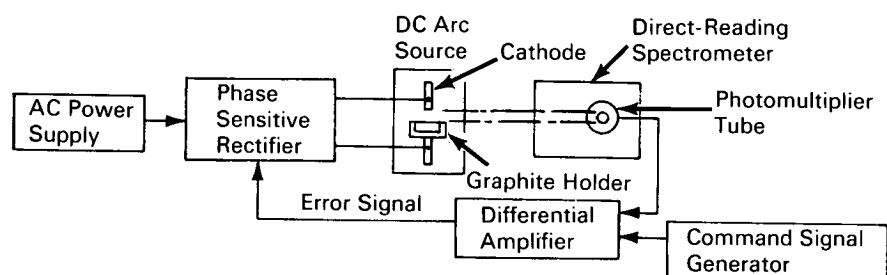 DC Arc
Source
Cathode
Direct-Reading
Spectrometer
AC Power
Supply
Phase
Sensitive
Rectifier
Photomultiplier
Tube
Graphite Holder
Error Signal
Differential
Amplifier
Command Signal
Generator